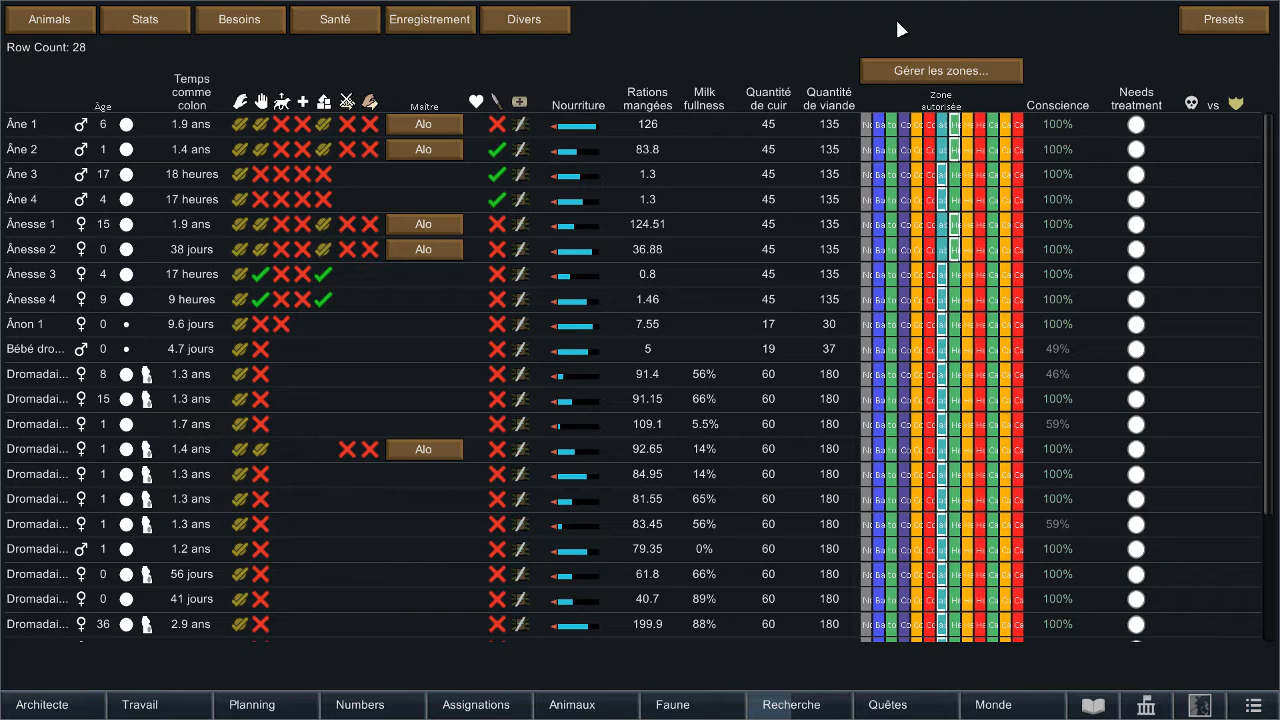 Animals Stats Besoins Santé Enregistrement Divers Presets
Row Count: 28
Gérer les zones...
Âge Temps comme colon Maître Nourriture Rations mangées Milk fullness Quantité de cuir Quantité de viande Zone autorisée Conscience Needs treatment vs
Âne 1 6 1.9 ans Alo 126 45 135 100%
Âne 2 1 1.4 ans Alo 83.8 45 135 100%
Âne 3 17 18 heures 1.3 45 135 100%
Âne 4 4 17 heures 1.3 45 135 100%
Ânesse 1 15 1.9 ans Alo 124.51 45 135 100%
Ânesse 2 0 38 jours Alo 36.88 45 135 100%
Ânesse 3 4 17 heures 0.8 45 135 100%
Ânesse 4 9 9 heures 1.46 45 135 100%
Ânon 1 0 9.6 jours 7.55 17 30 100%
Bébé dro... 0 4.7 jours 5 19 37 49%
Dromadai... 8 1.3 ans 91.4 56% 60 180 46%
Dromadai... 15 1.3 ans 91.15 66% 60 180 100%
Dromadai... 1 1.7 ans 109.1 5.5% 60 180 59%
Dromadai... 1 1.4 ans Alo 92.65 14% 60 180 100%
Dromadai... 1 1.3 ans 84.95 14% 60 180 100%
Dromadai... 1 1.3 ans 81.55 65% 60 180 100%
Dromadai... 1 1.3 ans 83.45 56% 60 180 59%
Dromadai... 1 1.2 ans 79.35 0% 60 180 100%
Dromadai... 0 56 jours 61.8 66% 60 180 100%
Dromadai... 0 41 jours 40.7 89% 60 180 100%
Dromadai... 36 2.9 ans 199.9 88% 60 180 100%
Architecte Travail Planning Numbers Assignations Animaux Faune Recherche Quêtes Monde